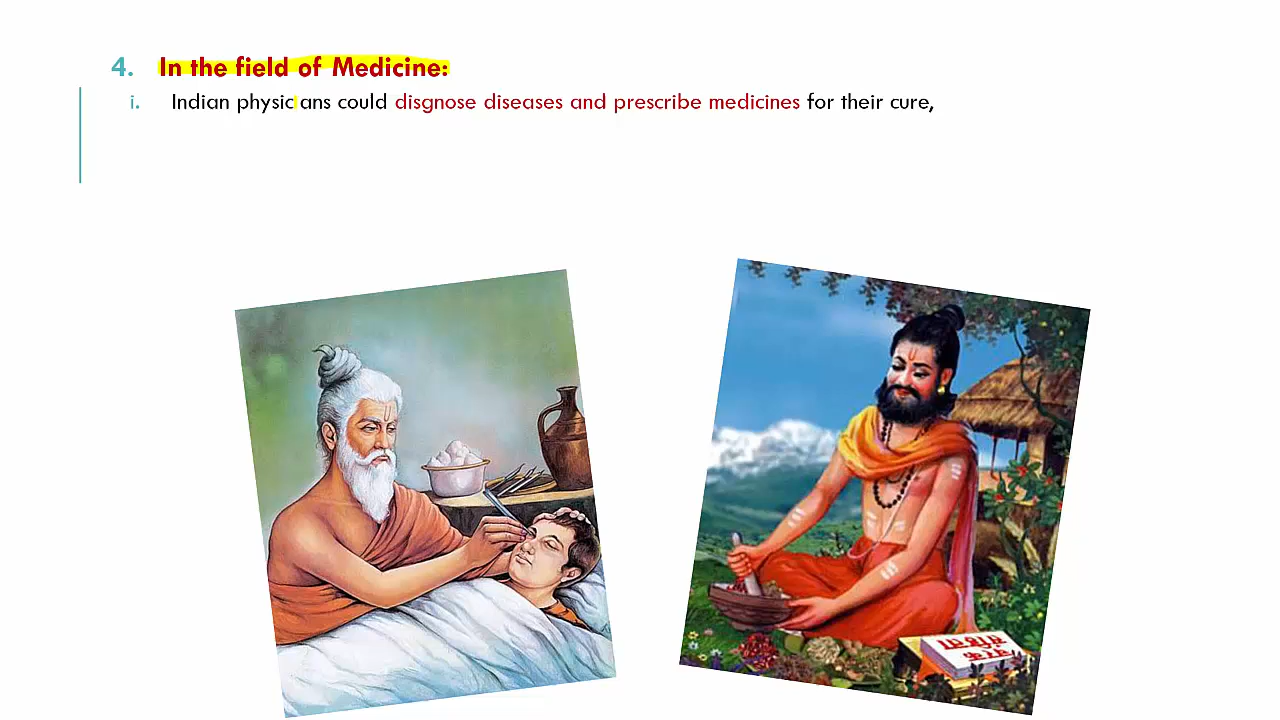 4. In the field of Medicine:
i. Indian physicians could disgnose diseases and prescribe medicines for their cure,